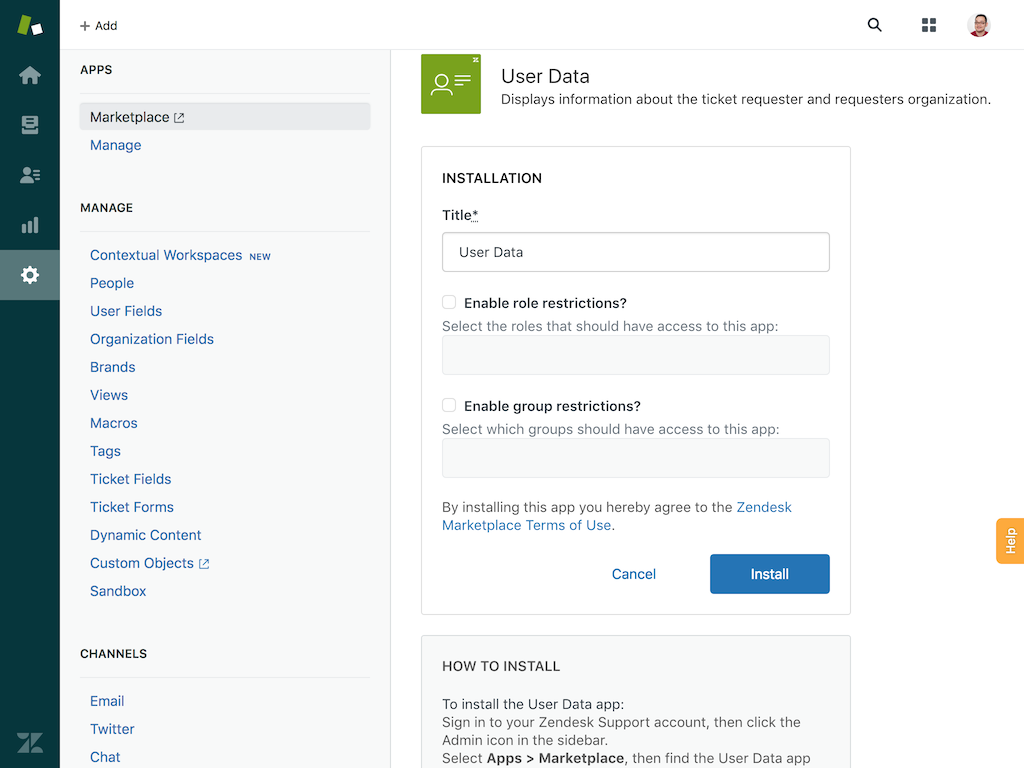 + Add
APPS
Marketplace
Manage
MANAGE
Contextual Workspaces NEW
People
User Fields
Organization Fields
Brands
Views
Macros
Tags
Ticket Fields
Ticket Forms
Dynamic Content
Custom Objects
Sandbox
CHANNELS
Email
Twitter
Chat
User Data
Displays information about the ticket requester and requesters organization.
INSTALLATION
Title*
User Data
Enable role restrictions?
Select the roles that should have access to this app:
Enable group restrictions?
Select which groups should have access to this app:
By installing this app you hereby agree to the Zendesk
Marketplace Terms of Use.
Cancel
Install
HOW TO INSTALL
To install the User Data app:
Sign in to your Zendesk Support account, then click the
Admin icon in the sidebar.
Select Apps > Marketplace, then find the User Data app
Help